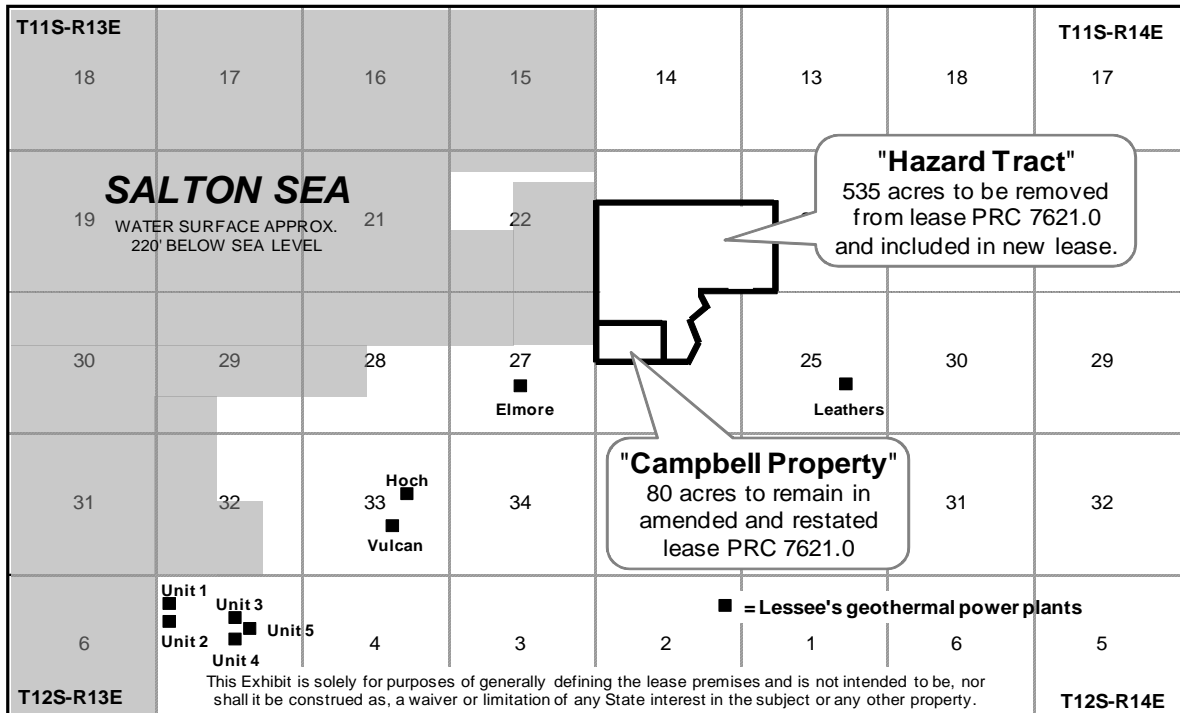 T11S-R13E
T11S-R14E
18
17
16
15
14
13
18
17
"Hazard Tract"
535 acres to be removed
from lease PRC 7621.0
and included in new lease.
SALTON SEA
WATER SURFACE APPROX.
220' BELOW SEA LEVEL
19
21
22
30
29
28
27
25
30
29
Elmore
Leathers
"Campbell Property"
80 acres to remain in
amended and restated
lease PRC 7621.0
31
32
33
34
31
32
Hoch
Vulcan
Unit 1
Unit 2
Unit 3
Unit 5
Unit 4
■ = Lessee's geothermal power plants
6
4
3
2
1
6
5
This Exhibit is solely for purposes of generally defining the lease premises and is not intended to be, nor
shall it be construed as, a waiver or limitation of any State interest in the subject or any other property.
T12S-R13E
T12S-R14E